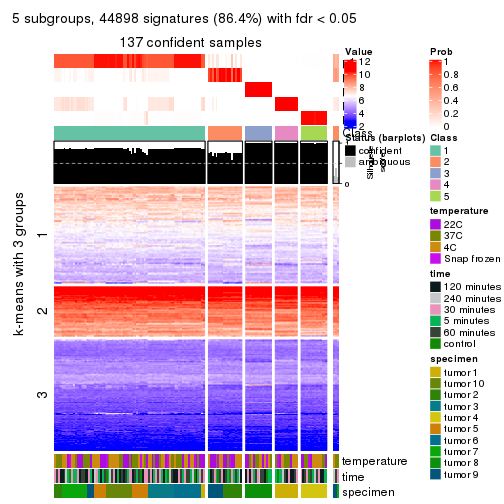 5 subgroups, 44898 signatures (86.4%) with fdr < 0.05
137 confident samples
k-means with 3 groups
1
2
3
Value
12
10
8
6
4
2
Prob
1
0.8
0.6
0.4
0.2
0
Class
Status (barplots)
confident
ambiguous
1
0
Class
1
2
3
4
5
temperature
22C
37C
4C
Snap frozen
time
120 minutes
240 minutes
30 minutes
5 minutes
60 minutes
control
specimen
tumor 1
tumor 10
tumor 2
tumor 3
tumor 4
tumor 5
tumor 6
tumor 7
tumor 8
tumor 9
temperature
time
specimen